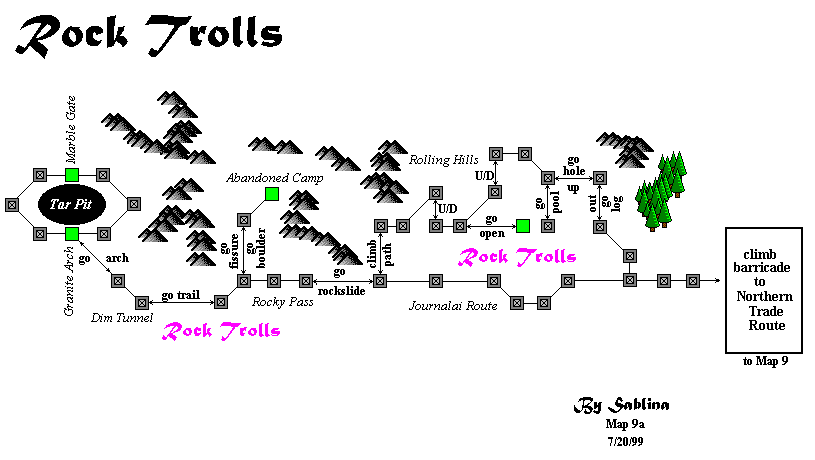 Rock Trolls
Marble Gate
Tar Pit
Granite Arch
go arch
Dim Tunnel
go trail
Rock Trolls
Abandoned Camp
go fissure
go boulder
Rocky Pass
go
rockslide
climb path
Rolling Hills
U/D
U/D
go
open
go pool
go
hole
up
out
go log
Rock Trolls
Journalai Route
climb
barricade
to
Northern
Trade
Route
to Map 9
By Sablina
Map 9a
7/20/99